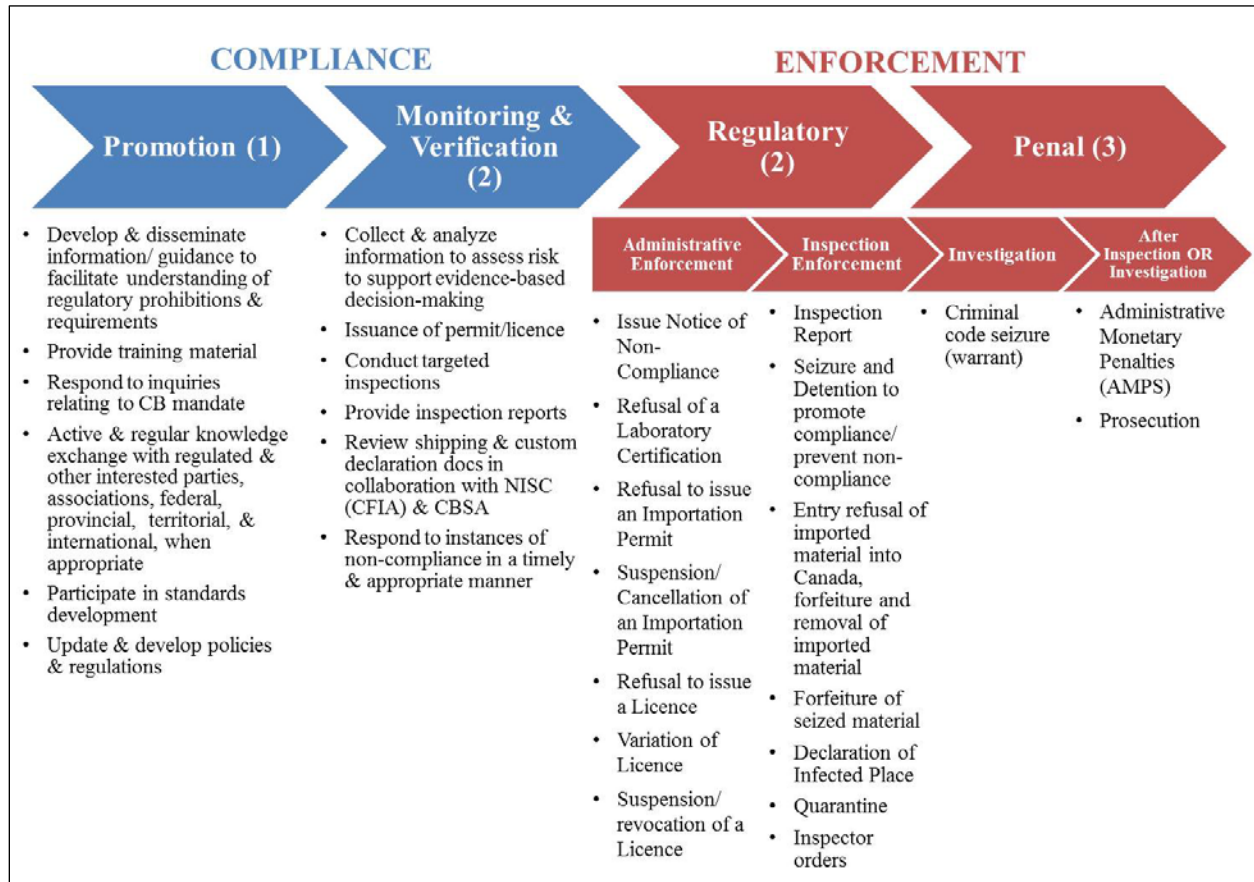 COMPLIANCE
ENFORCEMENT
Promotion (1)
Monitoring &
Verification
(2)
Regulatory
(2)
Penal (3)
• Develop & disseminate
information/ guidance to
facilitate understanding of
regulatory prohibitions &
requirements
• Provide training material
• Respond to inquiries
relating to CB mandate
• Active & regular knowledge
exchange with regulated &
other interested parties,
associations, federal,
provincial, territorial, &
international, when
appropriate
• Participate in standards
development
• Update & develop policies
& regulations
• Collect & analyze
information to assess risk
to support evidence-based
decision-making
• Issuance of permit/licence
• Conduct targeted
inspections
• Provide inspection reports
• Review shipping & custom
declaration docs in
collaboration with NISC
(CFIA) & CBSA
• Respond to instances of
non-compliance in a timely
& appropriate manner
Administrative
Enforcement
• Issue Notice of
Non-
Compliance
• Refusal of a
Laboratory
Certification
• Refusal to issue
an Importation
Permit
• Suspension/
Cancellation of
an Importation
Permit
• Refusal to issue
a Licence
• Variation of
Licence
• Suspension/
revocation of a
Licence
Inspection
Enforcement
• Inspection
Report
• Seizure and
Detention to
promote
compliance/
prevent non-
compliance
• Entry refusal of
imported
material into
Canada,
forfeiture and
removal of
imported
material
• Forfeiture of
seized material
• Declaration of
Infected Place
• Quarantine
• Inspector
orders
Investigation
• Criminal
code seizure
(warrant)
After
Inspection OR
Investigation
• Administrative
Monetary
Penalties
(AMPS)
• Prosecution